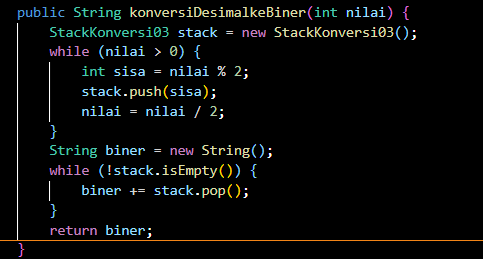 public String konversiDesimalkeBiner(int nilai) {
StackKonversi03 stack = new StackKonversi03();
while (nilai > 0) {
int sisa = nilai % 2;
stack.push(sisa);
nilai = nilai / 2;
}
String biner = new String();
while (!stack.isEmpty()) {
biner += stack.pop();
}
return biner;
}